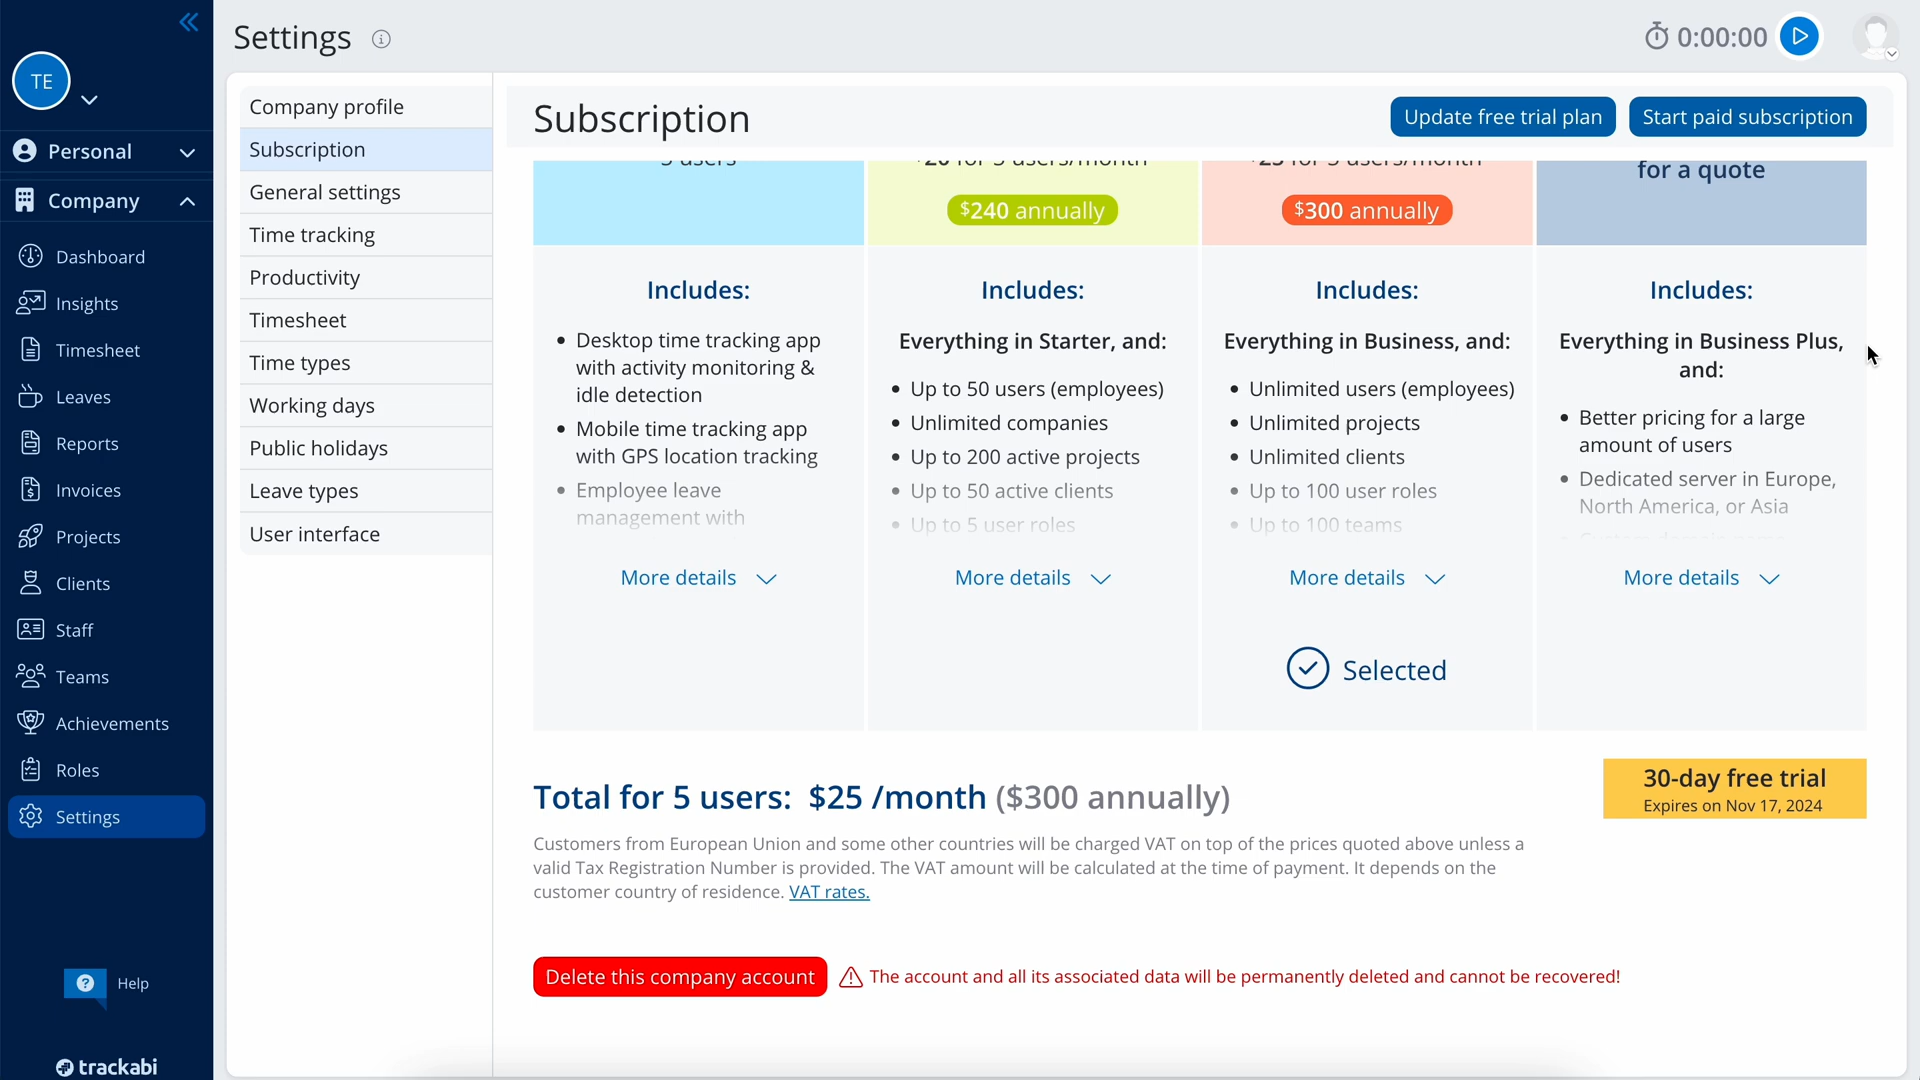 Settings
0:00:00
TE
Personal
Company
Dashboard
Insights
Timesheet
Leaves
Reports
Invoices
Projects
Clients
Staff
Teams
Achievements
Roles
Settings
Help
trackabi
Company profile
Subscription
General settings
Time tracking
Productivity
Timesheet
Time types
Working days
Public holidays
Leave types
User interface
Subscription
Update free trial plan
Start paid subscription
5 users
$20 for 5 users/month
$240 annually
$25 for 5 users/month
$300 annually
for a quote
Includes:
Desktop time tracking app
with activity monitoring &
idle detection
Mobile time tracking app
with GPS location tracking
Employee leave
management with
More details
Includes:
Everything in Starter, and:
Up to 50 users (employees)
Unlimited companies
Up to 200 active projects
Up to 50 active clients
Up to 5 user roles
More details
Includes:
Everything in Business, and:
Unlimited users (employees)
Unlimited projects
Unlimited clients
Up to 100 user roles
Up to 100 teams
More details
Selected
Includes:
Everything in Business Plus,
and:
Better pricing for a large
amount of users
Dedicated server in Europe,
North America, or Asia
More details
Total for 5 users: $25 /month ($300 annually)
30-day free trial
Expires on Nov 17, 2024
Customers from European Union and some other countries will be charged VAT on top of the prices quoted above unless a
valid Tax Registration Number is provided. The VAT amount will be calculated at the time of payment. It depends on the
customer country of residence. VAT rates.
Delete this company account
The account and all its associated data will be permanently deleted and cannot be recovered!